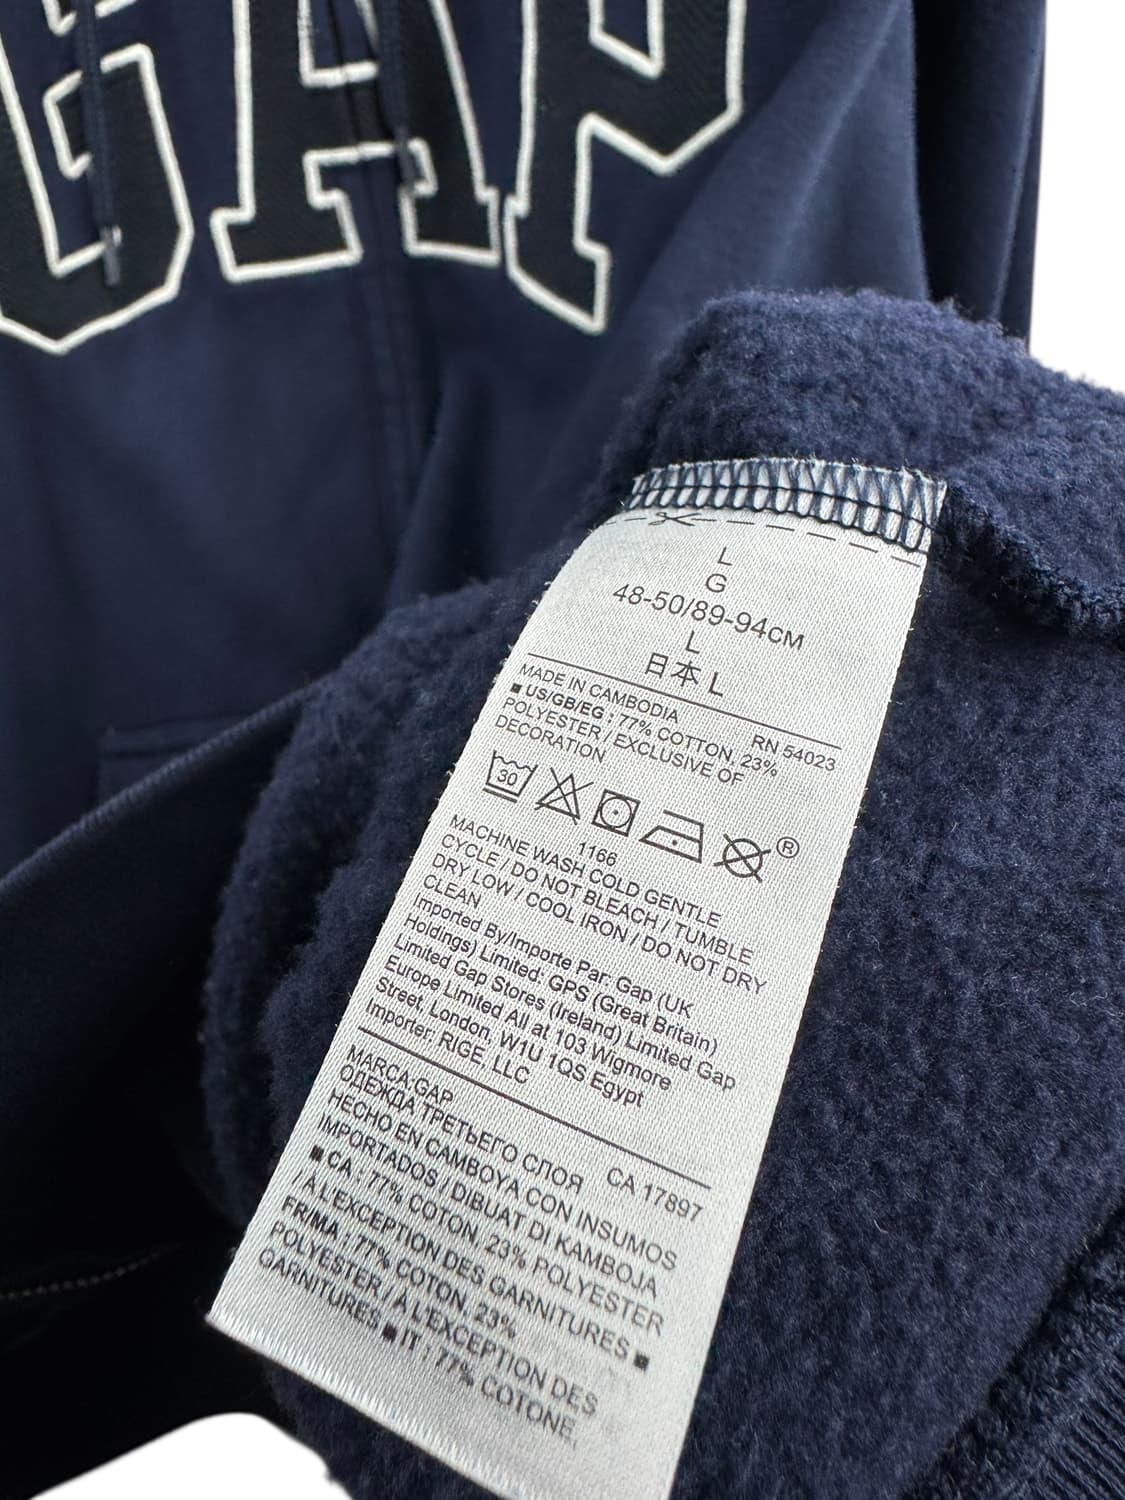 GAP
L
G
48-50/89-94CM
L
日本 L
MADE IN CAMBODIA
RN 54023
■ US/GB/EG : 77% COTTON, 23%
POLYESTER / EXCLUSIVE OF
DECORATION
30
®
1166
MACHINE WASH COLD GENTLE
CYCLE / DO NOT BLEACH / TUMBLE
DRY LOW / COOL IRON / DO NOT DRY
CLEAN
Imported By/Importe Par: Gap (UK
Holdings) Limited: GPS (Great Britain)
Limited Gap Stores (Ireland) Limited Gap
Europe Limited All at 103 Wigmore
Street, London, W1U 1QS Egypt
Importer: RIGE, LLC
MARCA:GAP
CA 17897
ОДЕЖДА ТРЕТЬЕГО СЛОЯ
HECHO EN CAMBOYA CON INSUMOS
IMPORTADOS / DIBUAT DI KAMBOJA
■ CA : 77% COTON, 23% POLYESTER
/ À L'EXCEPTION DES GARNITURES ■
FR/MA : 77% COTON, 23%
POLYESTER / À L'EXCEPTION DES
GARNITURES ■ IT : 77% COTONE,